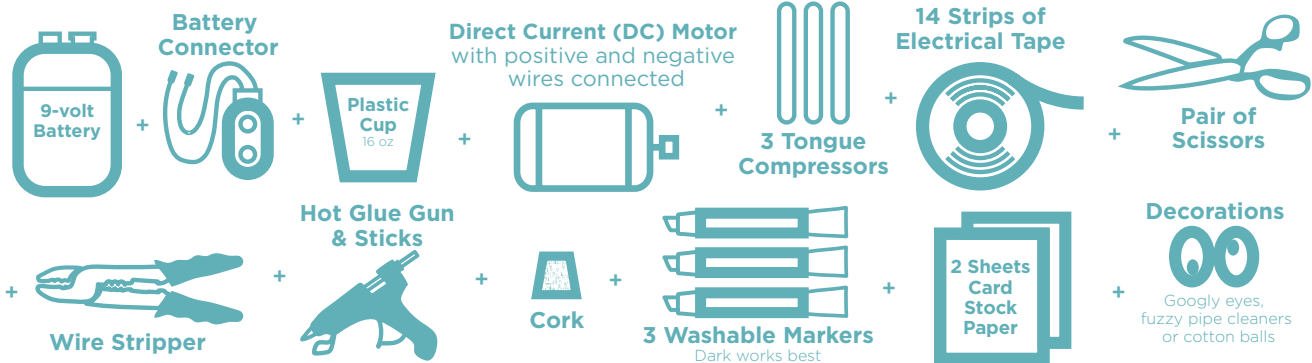 9-volt
Battery
+
Battery
Connector
+
Plastic
Cup
16 oz
+
Direct Current (DC) Motor
with positive and negative
wires connected
+
3 Tongue
Compressors
+
14 Strips of
Electrical Tape
+
Pair of
Scissors
+
Wire Stripper
+
Hot Glue Gun
& Sticks
+
Cork
+
3 Washable Markers
Dark works best
+
2 Sheets
Card
Stock
Paper
+
Decorations
Googly eyes,
fuzzy pipe cleaners
or cotton balls